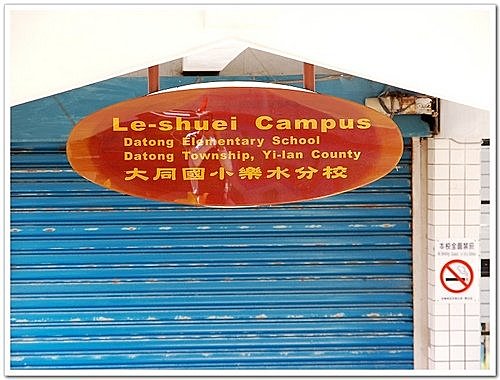 Le-shuei Campus
Datong Elementary School
Datong Township, Yi-lan County
大同國小樂水分校
本校全面禁菸